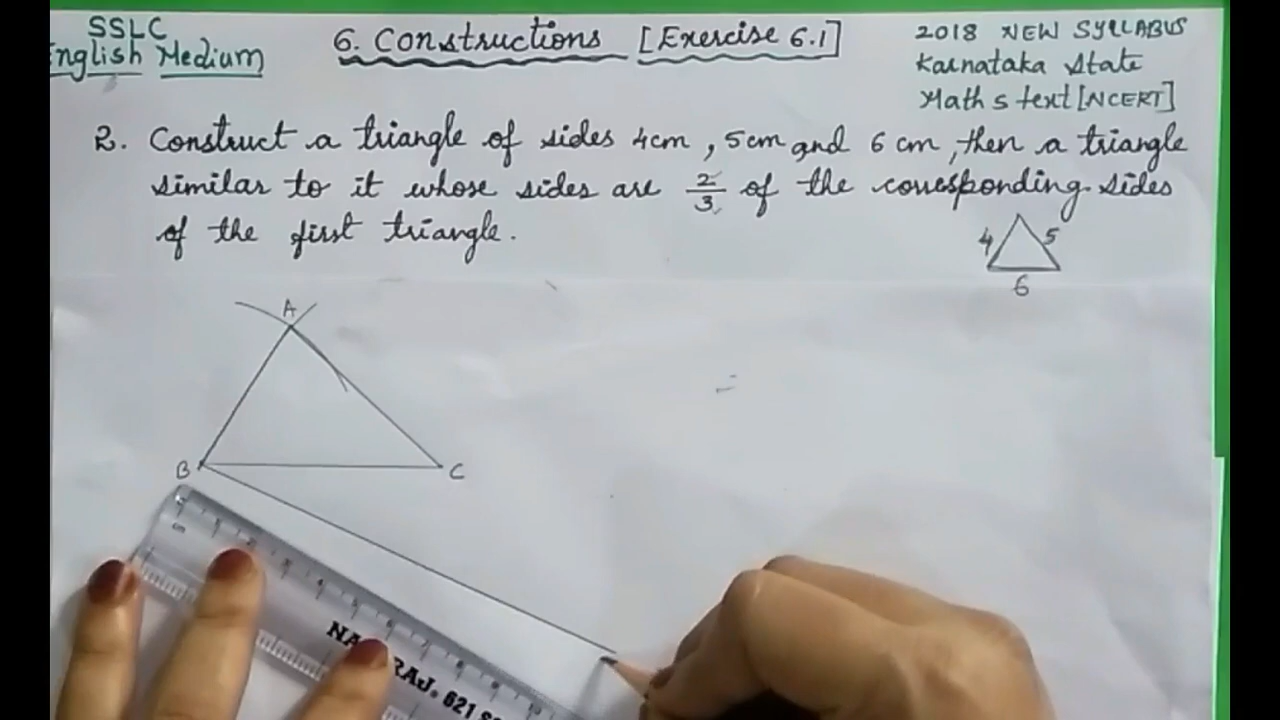 SSLC
English Medium
6. Constructions [Exercise 6.1]
2018 NEW SYLLABUS
Karnataka State
Maths text [NCERT]
2. Construct a triangle of sides 4cm, 5cm and 6 cm, then a triangle
similar to it whose sides are 2/3 of the corresponding sides
of the first triangle.
4 5
6
A
B C